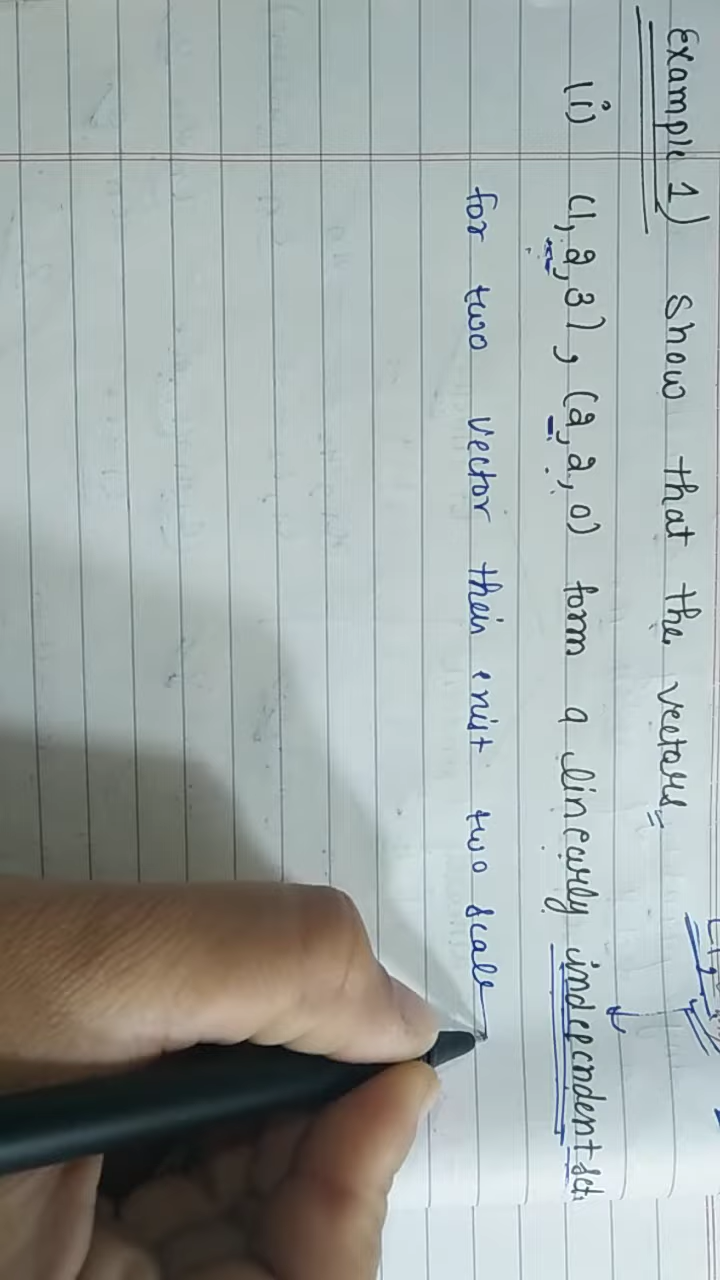 Example 1) Show that the vectors
(i) (1, 2, 3), (2, 2, 0) form a linearly independent set.
for two vector their exist two scale